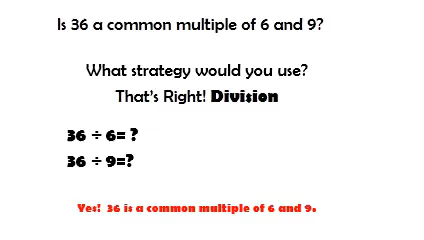 Is 36 a common multiple of 6 and 9?
What strategy would you use?
That's Right! Division
36 ÷ 6= ?
36 ÷ 9=?
Yes! 36 is a common multiple of 6 and 9.